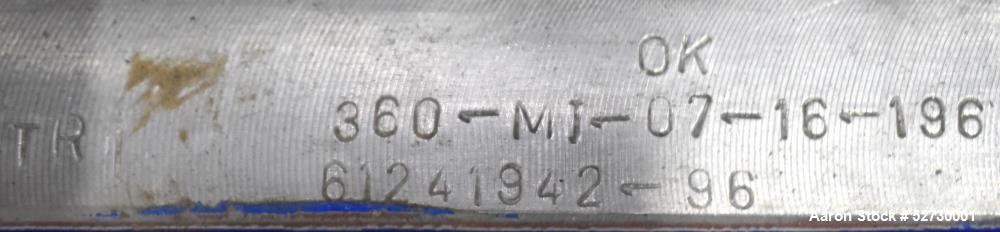 OK
TR 360-MJ-07-16-196
61241942-96
Aaron Stock # 52730001